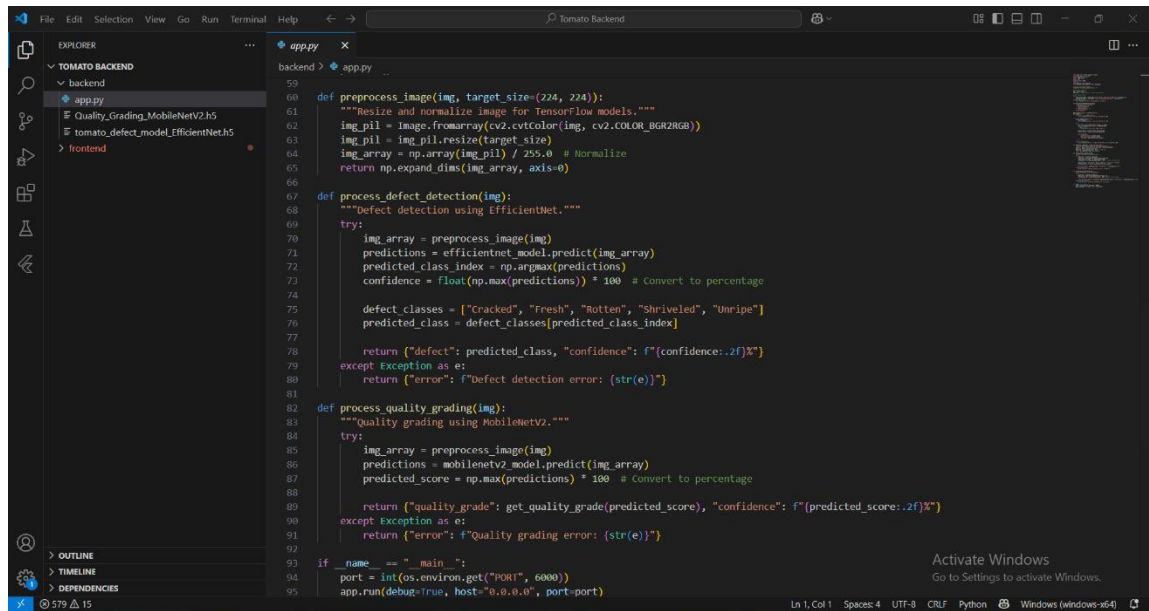 File Edit Selection View Go Run Terminal Help
Tomato Backend
EXPLORER
TOMATO BACKEND
backend
app.py
Quality_Grading_MobileNetV2.h5
tomato_defect_model_EfficientNet.h5
frontend
OUTLINE
TIMELINE
DEPENDENCIES
app.py
backend > app.py
59
60 def preprocess_image(img, target_size=(224, 224)):
61 """Resize and normalize image for TensorFlow models."""
62 img_pil = Image.fromarray(cv2.cvtColor(img, cv2.COLOR_BGR2RGB))
63 img_pil = img_pil.resize(target_size)
64 img_array = np.array(img_pil) / 255.0 # Normalize
65 return np.expand_dims(img_array, axis=0)
66
67 def process_defect_detection(img):
68 """Defect detection using EfficientNet."""
69 try:
70 img_array = preprocess_image(img)
71 predictions = efficientnet_model.predict(img_array)
72 predicted_class_index = np.argmax(predictions)
73 confidence = float(np.max(predictions)) * 100 # Convert to percentage
74
75 defect_classes = ["Cracked", "Fresh", "Rotten", "Shriveled", "Unripe"]
76 predicted_class = defect_classes[predicted_class_index]
77
78 return {"defect": predicted_class, "confidence": f"{confidence:.2f}%"}
79 except Exception as e:
80 return {"error": f"Defect detection error: {str(e)}"}
81
82 def process_quality_grading(img):
83 """Quality grading using MobileNetV2."""
84 try:
85 img_array = preprocess_image(img)
86 predictions = mobilenetv2_model.predict(img_array)
87 predicted_score = np.max(predictions) * 100 # Convert to percentage
88
89 return {"quality_grade": get_quality_grade(predicted_score), "confidence": f"{predicted_score:.2f}%"}
90 except Exception as e:
91 return {"error": f"Quality grading error: {str(e)}"}
92
93 if __name__ == "__main__":
94 port = int(os.environ.get("PORT", 6000))
95 app.run(debug=True, host="0.0.0.0", port=port)
Activate Windows
Go to Settings to activate Windows.
1
579 15
Ln 1, Col 1 Spaces: 4 UTF-8 CRLF Python Windows (windows-x64)